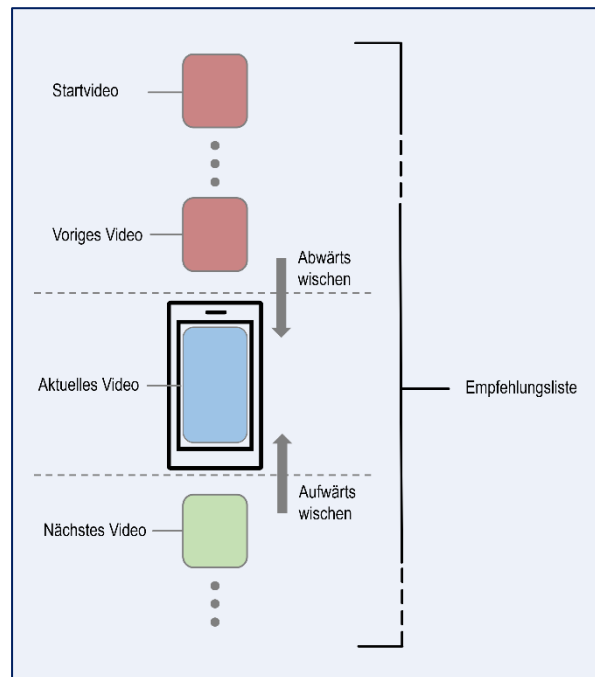 Startvideo
Voriges Video
Abwärts
wischen
Aktuelles Video
Empfehlungsliste
Aufwärts
wischen
Nächstes Video